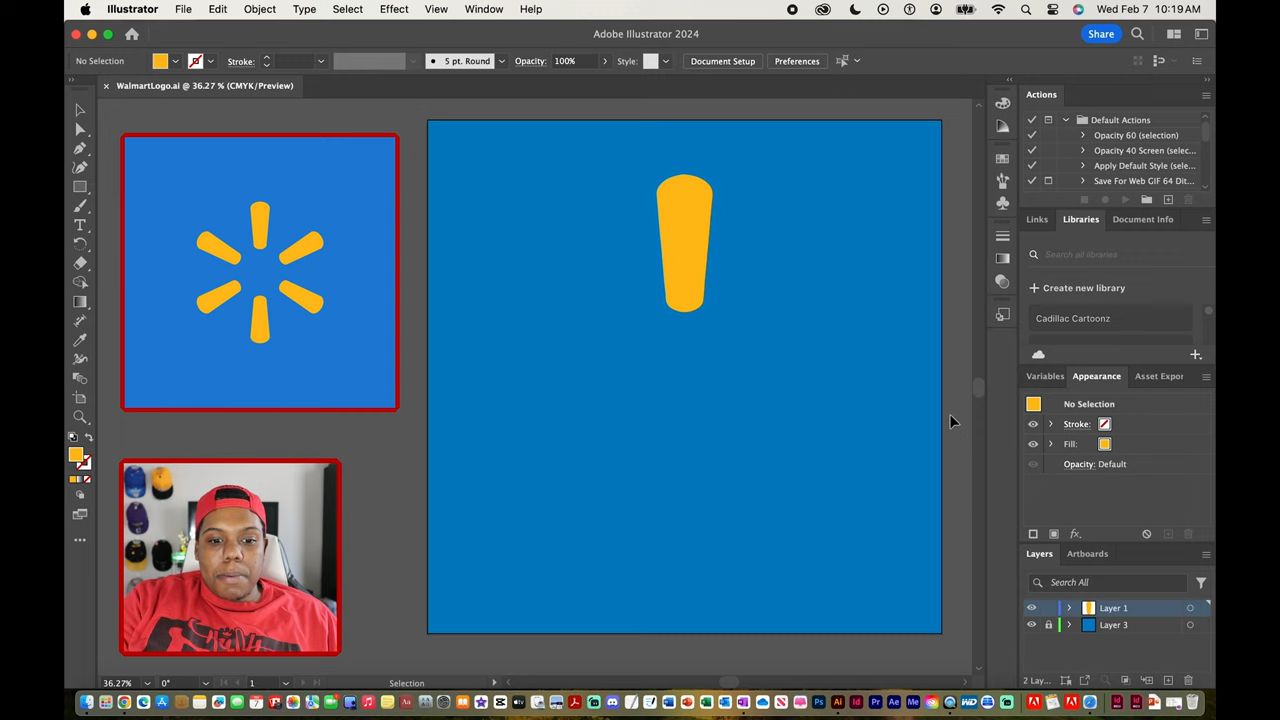 Illustrator File Edit Object Type Select Effect View Window Help Wed Feb 7 10:19 AM
Adobe Illustrator 2024
Share
No Selection Stroke: 5 pt. Round Opacity: 100% Style: Document Setup Preferences
WalmartLogo.ai @ 36.27 % (CMYK/Preview)
Actions
Default Actions
Opacity 60 (selection)
Opacity 40 Screen (selec...
Apply Default Style (sele...
Save For Web GIF 64 Dit...
Links Libraries Document Info
Search all libraries
Create new library
Cadillac Cartoonz
Variables Appearance Asset Expor
No Selection
Stroke:
Fill:
Opacity: Default
fx.
Layers Artboards
Search All
Layer 1
Layer 3
2 Lay...
36.27% 0° 1 Selection